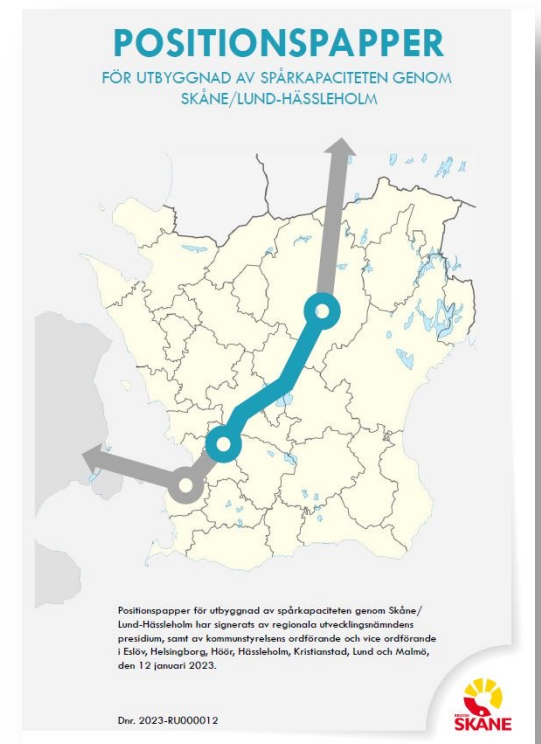 POSITIONSPAPPER
FÖR UTBYGGNAD AV SPÅRKAPACITETEN GENOM
SKÅNE/LUND-HÄSSLEHOLM
Positionspapper för utbyggnad av spårkapaciteten genom Skåne/
Lund-Hässleholm har signerats av regionala utvecklingsnämndens
presidium, samt av kommunstyrelsens ordförande och vice ordförande
i Eslöv, Helsingborg, Höör, Hässleholm, Kristianstad, Lund och Malmö,
den 12 januari 2023.
Dnr. 2023-RU000012
REGION
SKÅNE